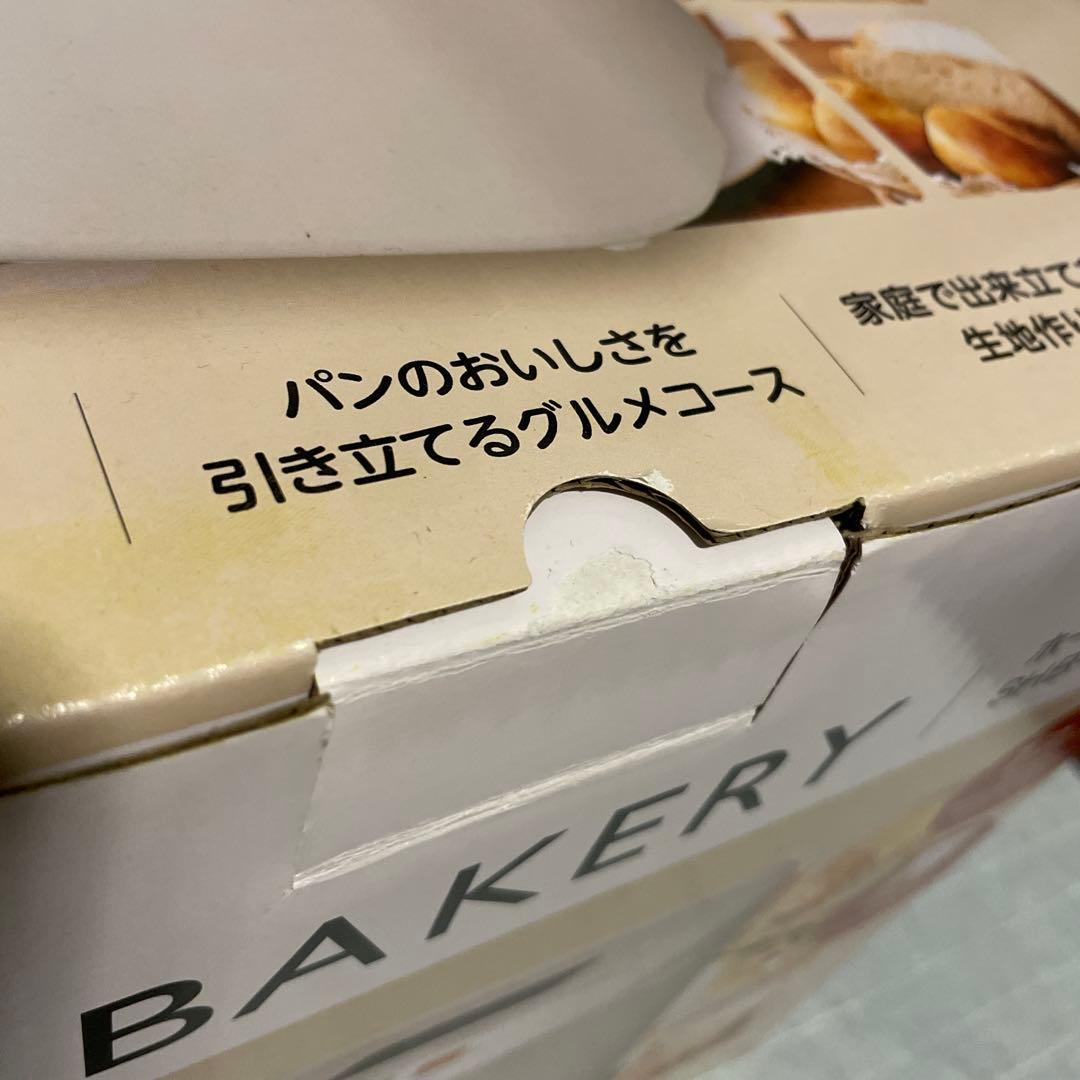 パンのおいしさを
引き立てるグルメコース
家庭で出来立て
生地作り
BAKERY